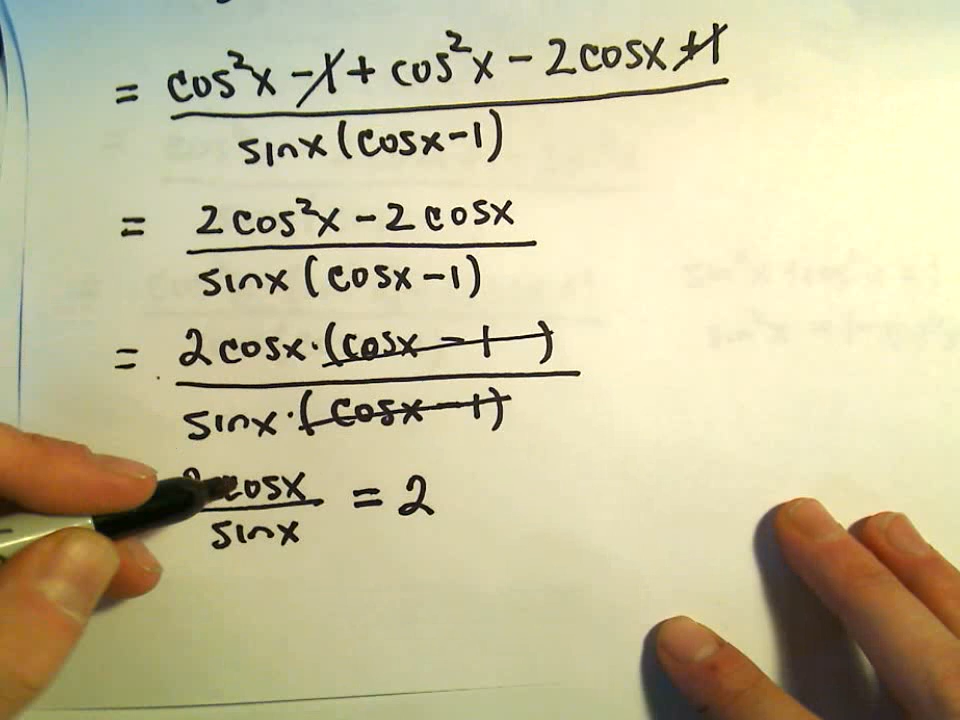 = cos²x - 1 + cos²x - 2cosx + 1
sinx (cosx - 1)
= 2cos²x - 2cosx
sinx (cosx - 1)
= 2cosx · (cosx - 1)
sinx · (cosx - 1)
cosx = 2
sinx